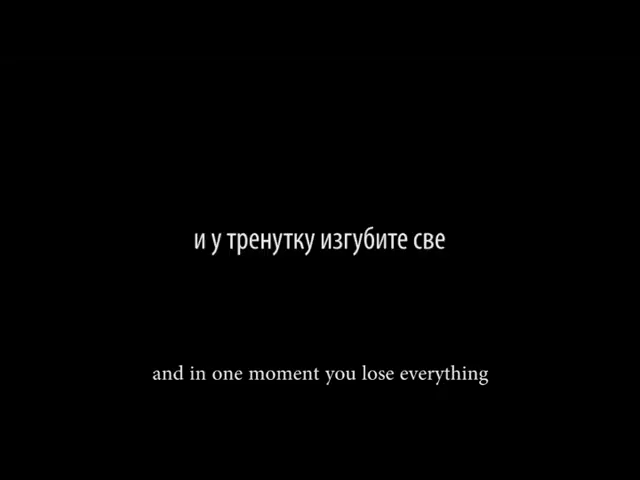 и у тренутку изгубите све
and in one moment you lose everything